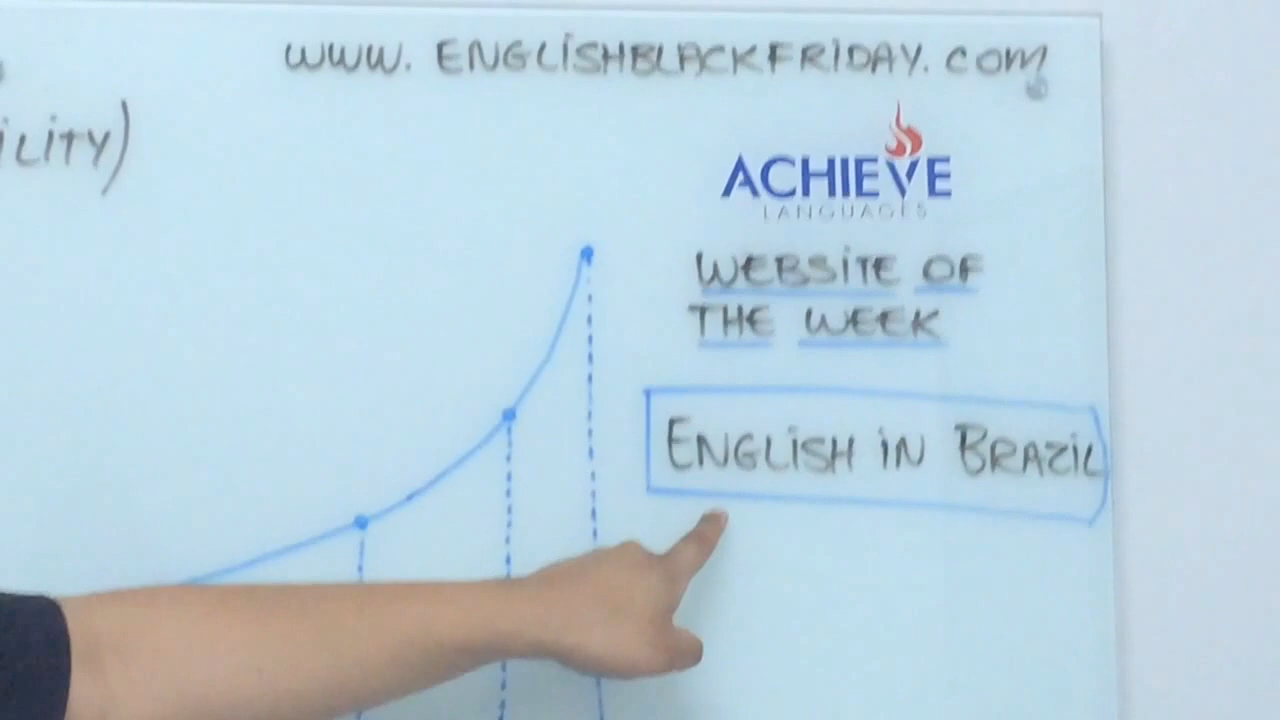 WWW. ENGLiSHBLACKFRiDAY. COM
iLiTY)
ACHIEVE
LANGUAGES
WEBSiTE OF
THE WEEK
ENGLiSH iN BRAZiL